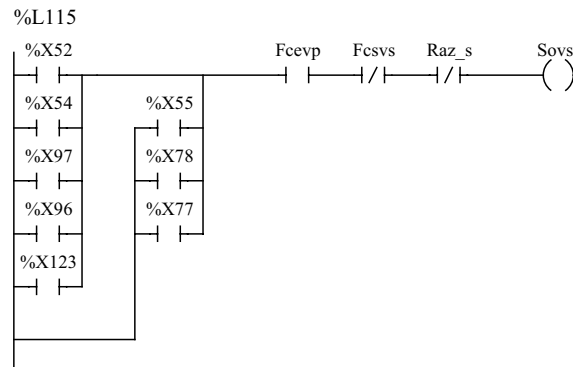 %L115
%X52 Fcevp Fcsvs Raz_s Sovs
%X54 %X55
%X97 %X78
%X96 %X77
%X123